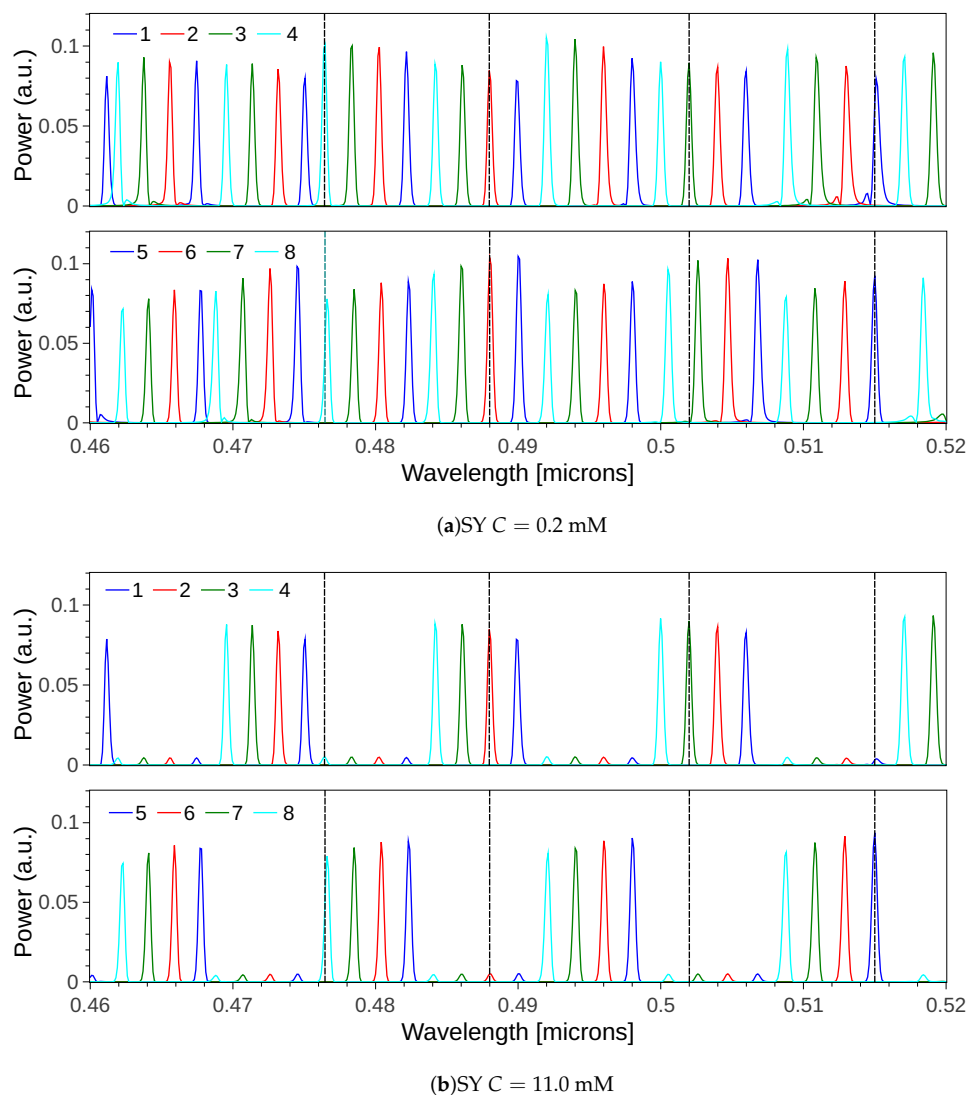 1 2 3 4
Power (a.u.)
0.1
0.05
0
5 6 7 8
Power (a.u.)
0.1
0.05
0
0.46 0.47 0.48 0.49 0.5 0.51 0.52
Wavelength [microns]
(a)SY C = 0.2 mM
1 2 3 4
Power (a.u.)
0.1
0.05
0
5 6 7 8
Power (a.u.)
0.1
0.05
0
0.46 0.47 0.48 0.49 0.5 0.51 0.52
Wavelength [microns]
(b)SY C = 11.0 mM